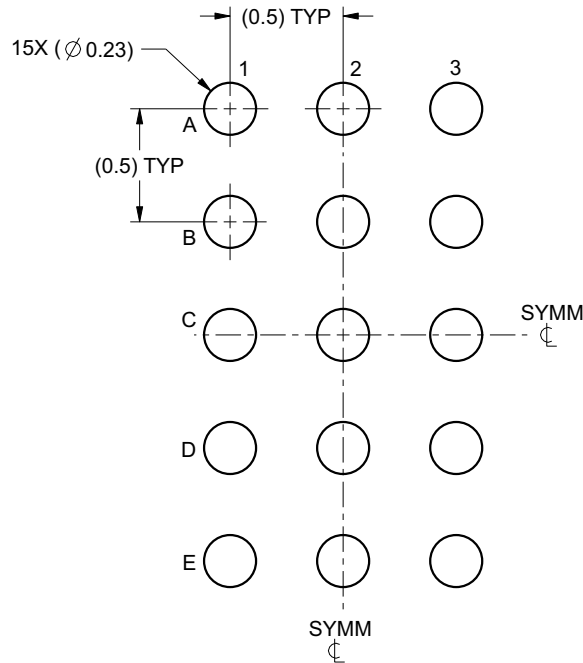 (0.5) TYP
15X (∅0.23)
1
2
3
A
(0.5) TYP
B
C
SYMM
℄
D
E
SYMM
℄